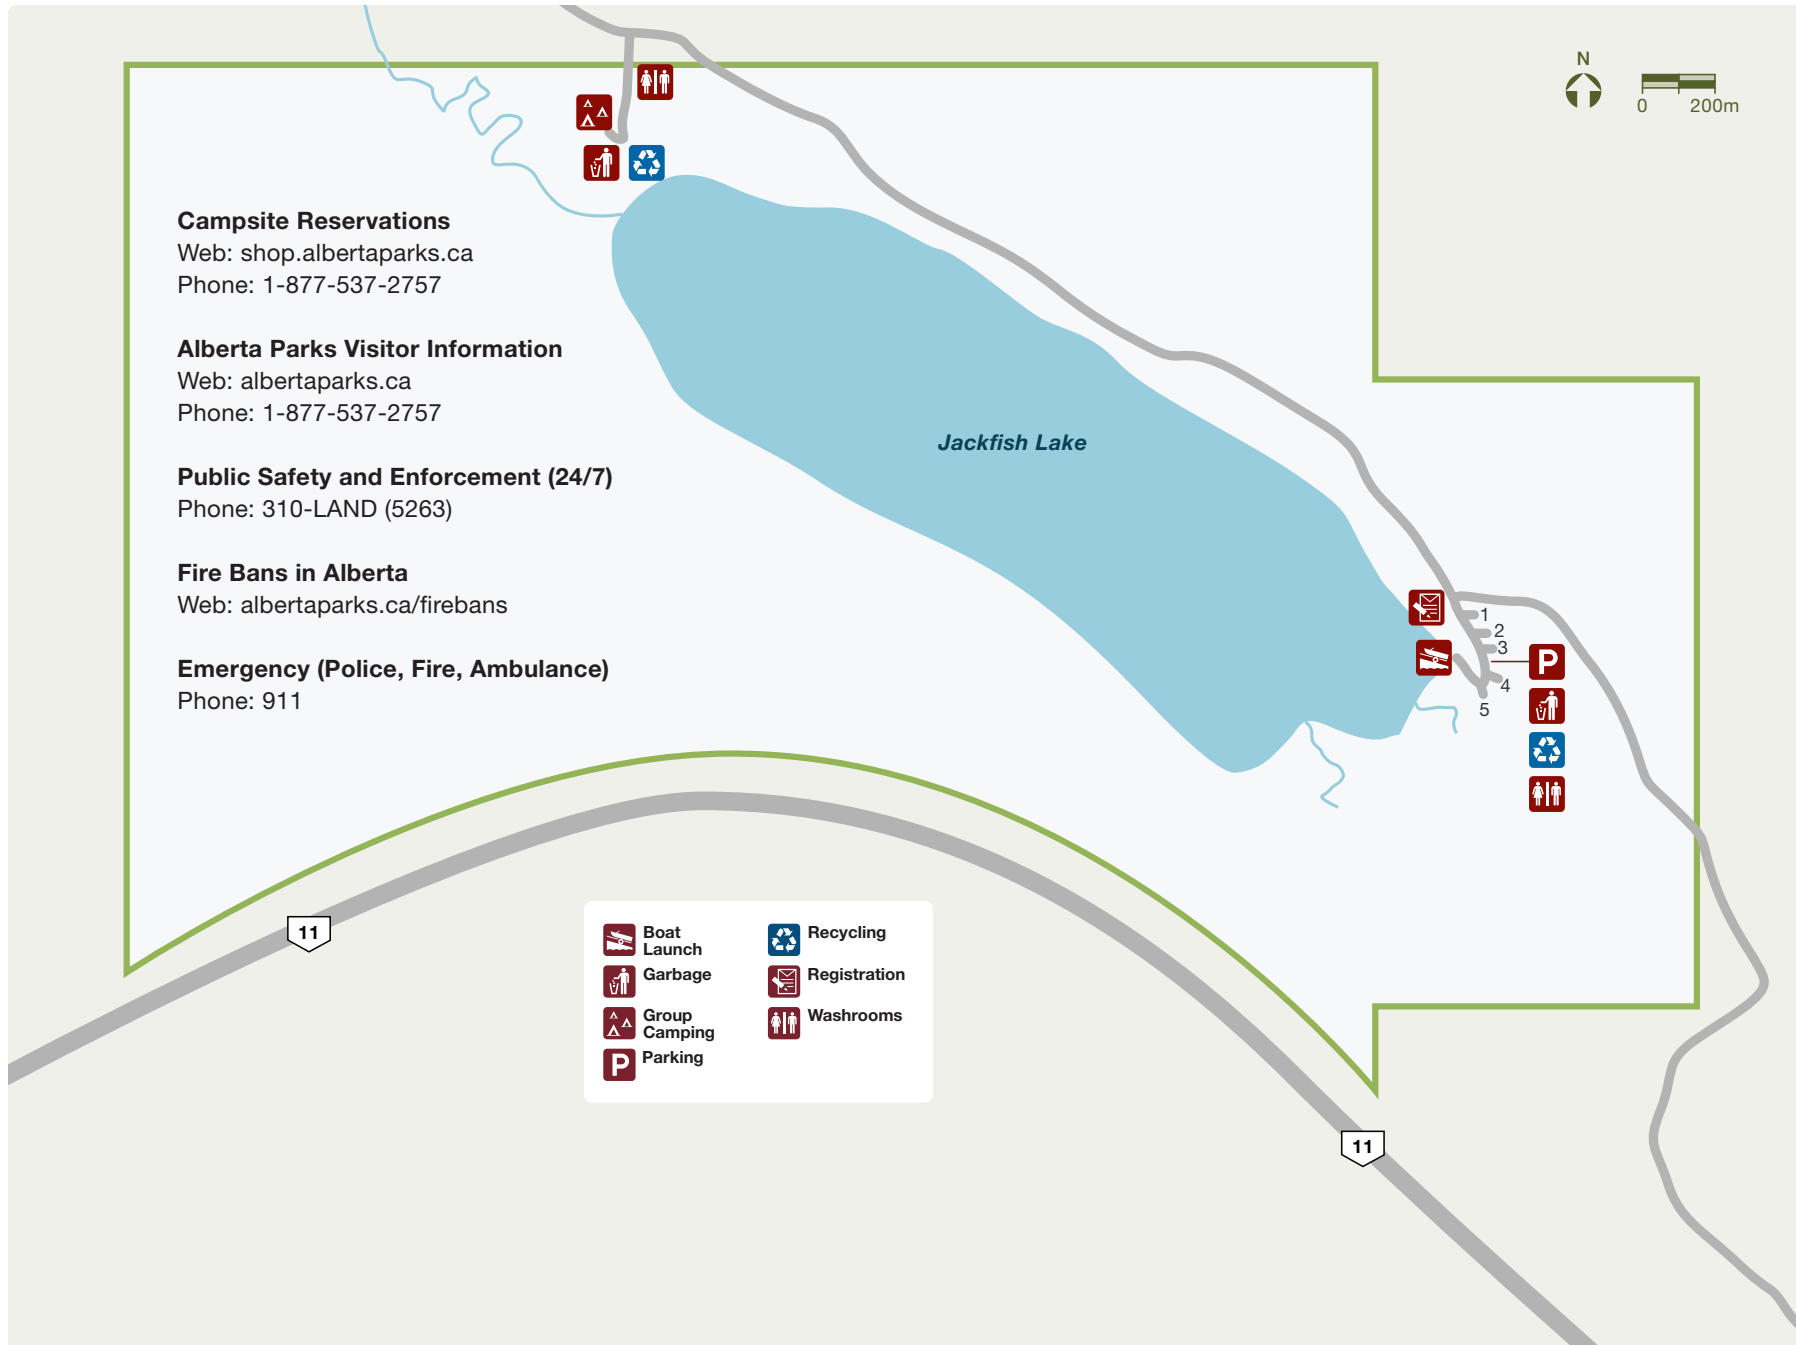 N
0 200m
Campsite Reservations
Web: shop.albertaparks.ca
Phone: 1-877-537-2757
Alberta Parks Visitor Information
Web: albertaparks.ca
Phone: 1-877-537-2757
Public Safety and Enforcement (24/7)
Phone: 310-LAND (5263)
Fire Bans in Alberta
Web: albertaparks.ca/firebans
Emergency (Police, Fire, Ambulance)
Phone: 911
Jackfish Lake
1
2
3
P
4
5
11
Boat
Launch
Garbage
Group
Camping
P Parking
Recycling
Registration
Washrooms
11